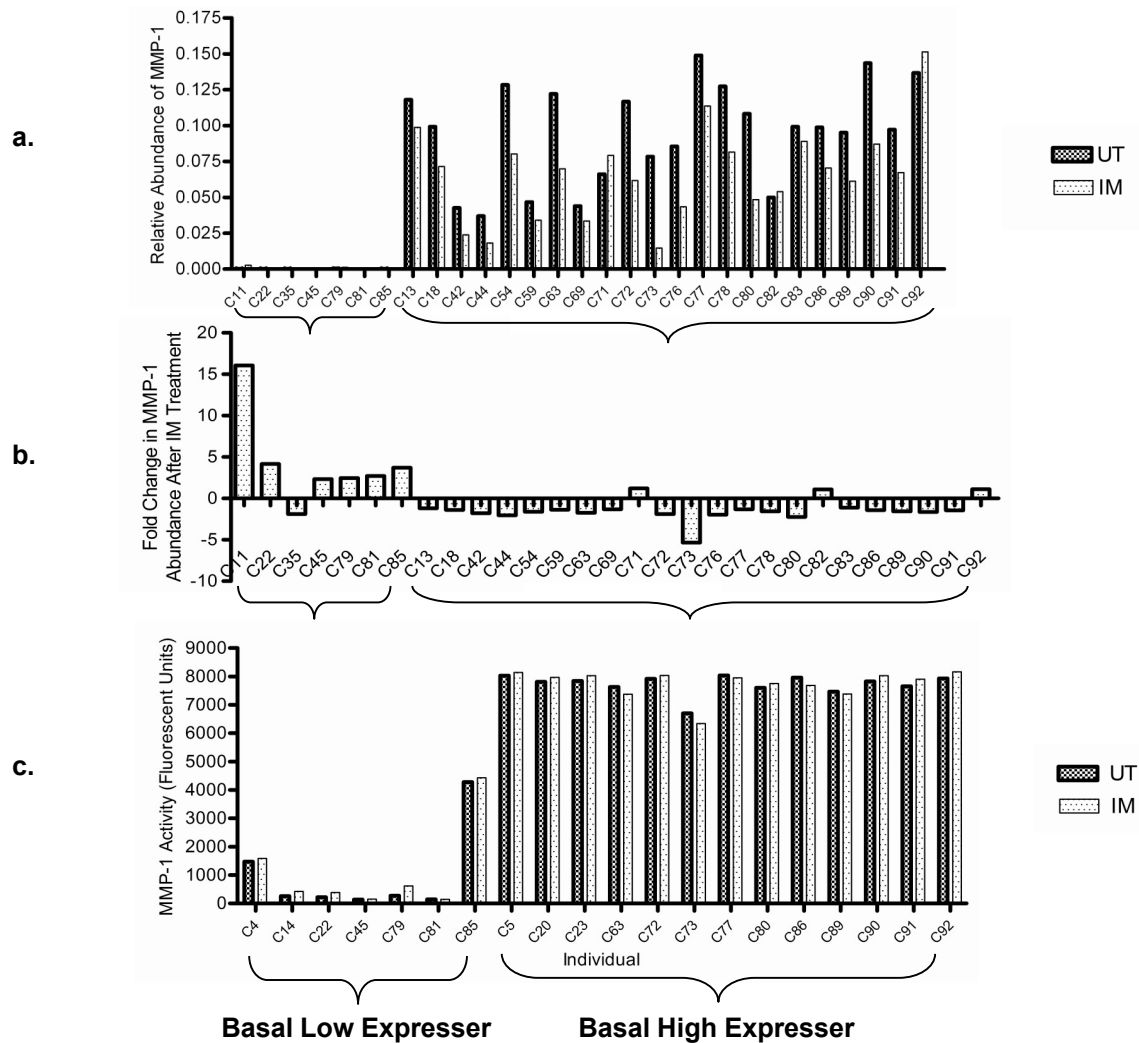 a.
Relative Abundance of MMP-1
0.175
0.150
0.125
0.100
0.075
0.050
0.025
0.000
C11 C22 C35 C45 C79 C81 C85 C13 C18 C42 C44 C54 C59 C63 C69 C71 C72 C73 C76 C77 C78 C80 C82 C83 C86 C89 C90 C91 C92
UT
IM
b.
Fold Change in MMP-1
Abundance After IM Treatment
20
15
10
5
0
-5
-10
C11 C22 C35 C45 C79 C81 C85 C13 C18 C42 C44 C54 C59 C63 C69 C71 C72 C73 C76 C77 C78 C80 C82 C83 C86 C89 C90 C91 C92
c.
MMP-1 Activity (Fluorescent Units)
9000
8000
7000
6000
5000
4000
3000
2000
1000
0
C4 C14 C22 C45 C79 C81 C85 C5 C20 C23 C63 C72 C73 C77 C80 C86 C89 C90 C91 C92
Individual
UT
IM
Basal Low Expresser
Basal High Expresser